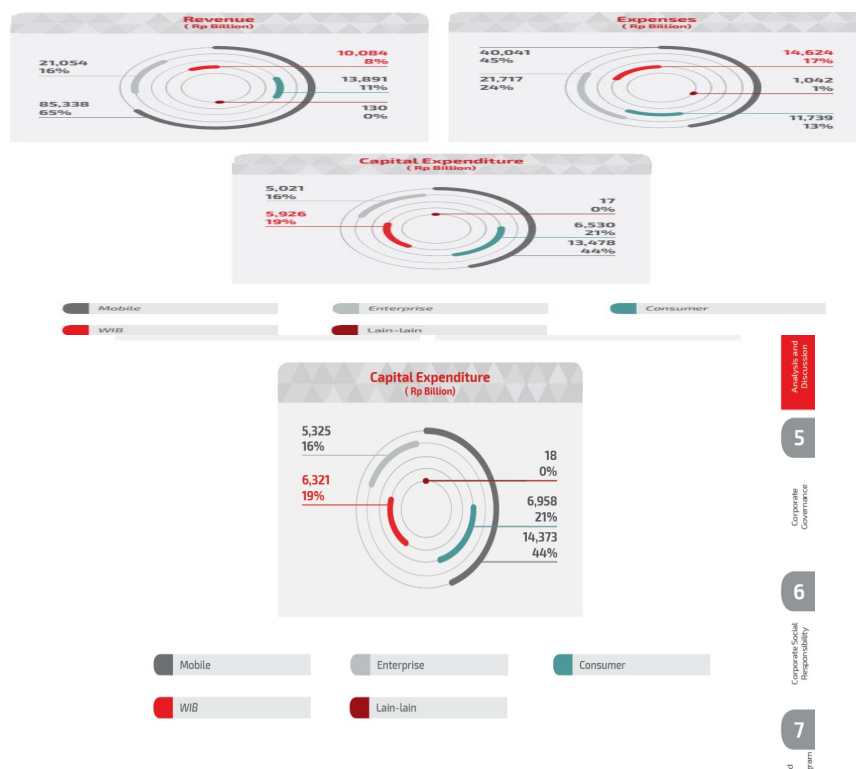 Revenue
( Rp Billion)
21,054
16%
85,338
65%
10,084
8%
13,891
11%
130
0%
Expenses
( Rp Billion)
40,041
45%
21,717
24%
14,624
17%
1,042
1%
11,739
13%
Capital Expenditure
( Rp Billion)
5,021
16%
5,926
19%
17
0%
6,530
21%
13,478
44%
Mobile
Enterprise
Consumer
WIB
Lain-lain
Capital Expenditure
( Rp Billion)
5,325
16%
6,321
19%
18
0%
6,958
21%
14,373
44%
Mobile
Enterprise
Consumer
WIB
Lain-lain
Analysis and
Discussion
5
Corporate
Governance
6
Corporate Social
Responsibility
7